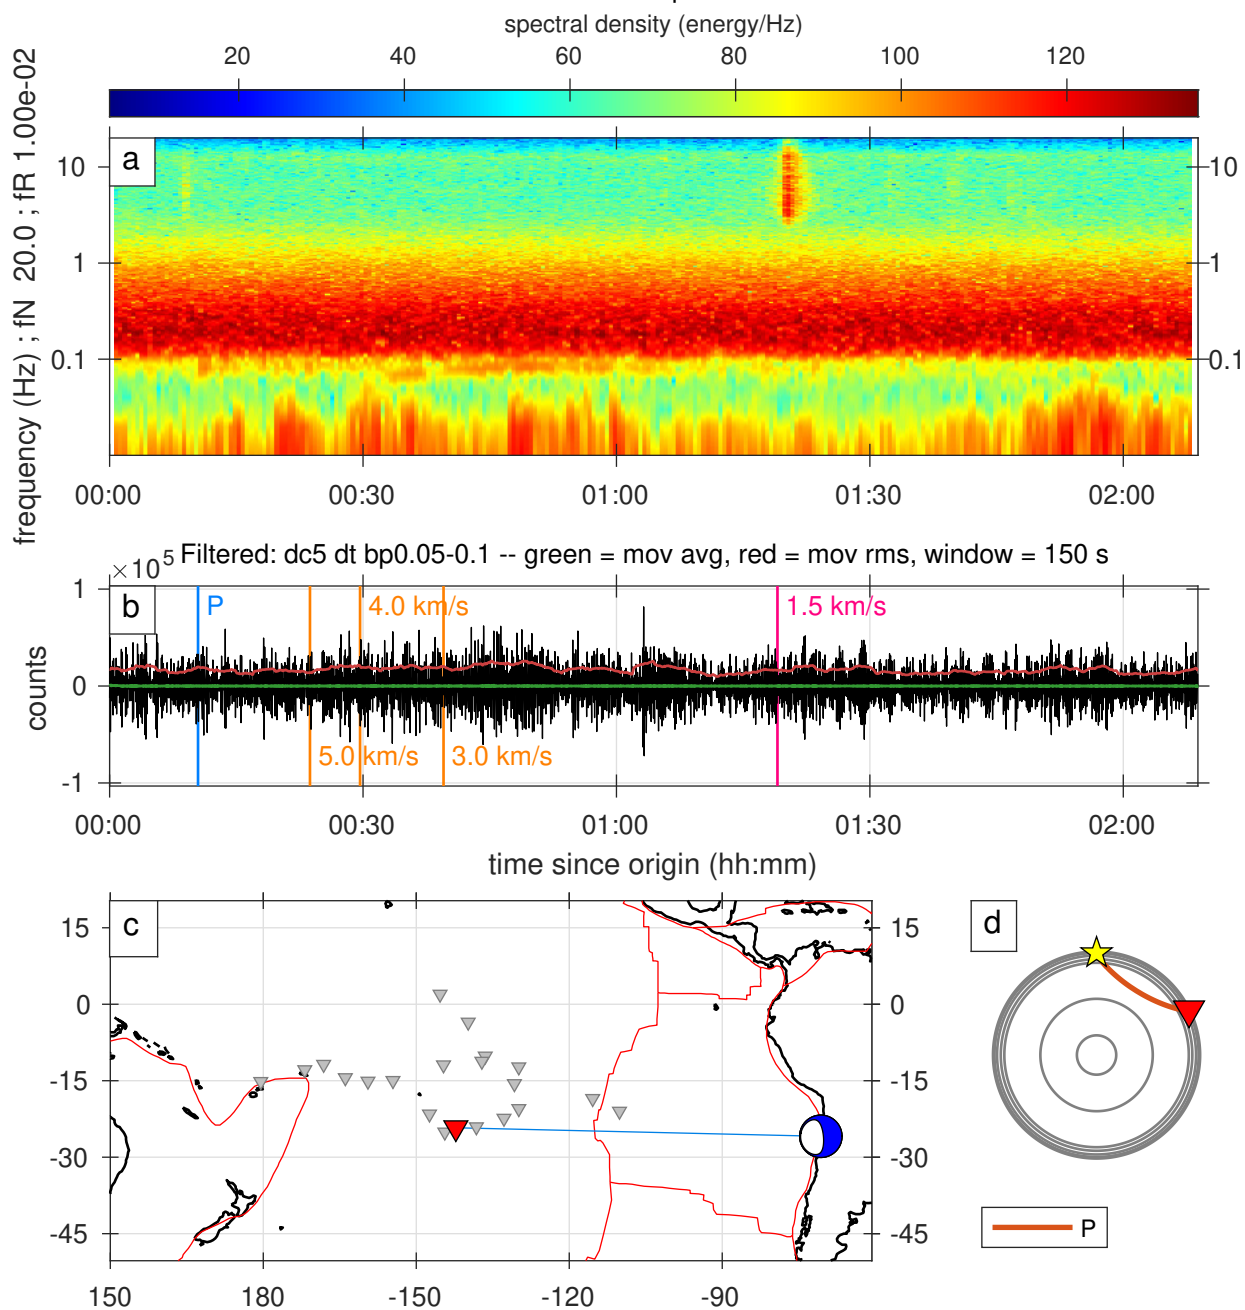 spectral density (energy/Hz)
20 40 60 80 100 120
a
frequency (Hz) ; fN 20.0 ; fR 1.00e-02
10 10
1 1
0.1 0.1
00:00 00:30 01:00 01:30 02:00
Filtered: dc5 dt bp0.05-0.1 -- green = mov avg, red = mov rms, window = 150 s
×10^5
b
counts
1
0
-1
P
4.0 km/s
1.5 km/s
5.0 km/s
3.0 km/s
00:00 00:30 01:00 01:30 02:00
time since origin (hh:mm)
c
15 15
0 0
-15 -15
-30 -30
-45 -45
150 180 -150 -120 -90
d
P